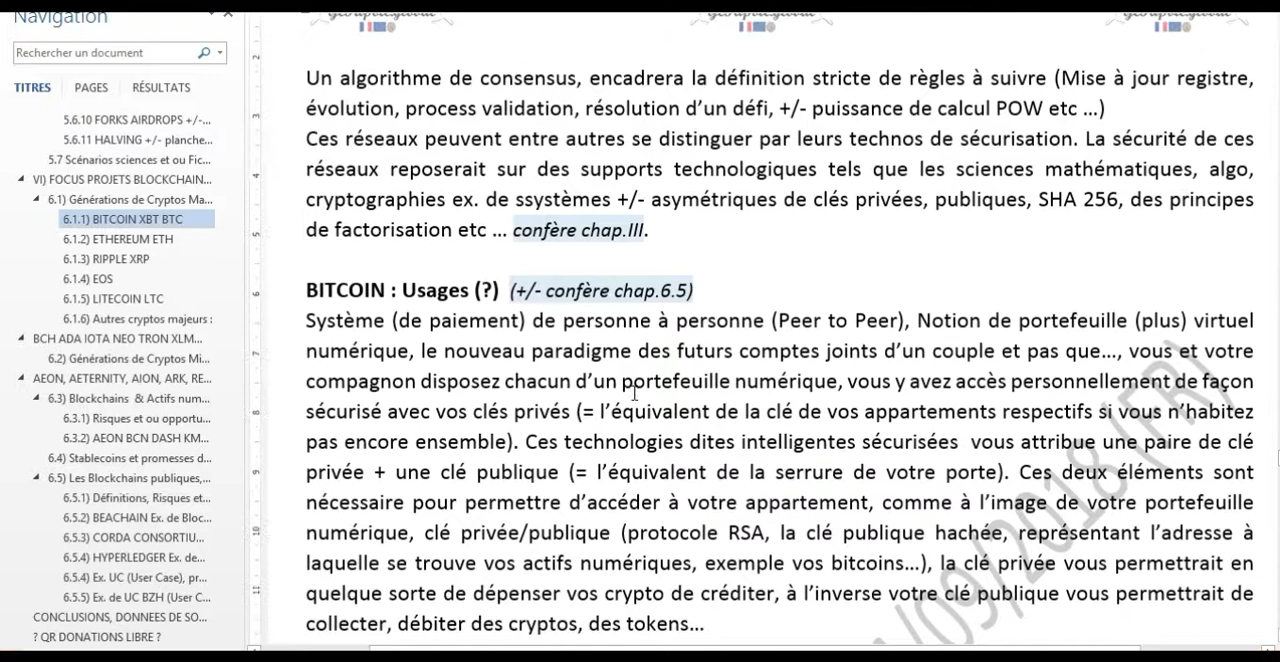 Navigation
Rechercher un document
TITRES PAGES RÉSULTATS
5.6.10 FORKS AIRDROPS +/-...
5.6.11 HALVING +/- planche...
5.7 Scénarios sciences et ou Fic...
VI) FOCUS PROJETS BLOCKCHAIN...
6.1) Générations de Cryptos Ma...
6.1.1) BITCOIN XBT BTC
6.1.2) ETHEREUM ETH
6.1.3) RIPPLE XRP
6.1.4) EOS
6.1.5) LITECOIN LTC
6.1.6) Autres cryptos majeurs :
BCH ADA IOTA NEO TRON XLM...
6.2) Générations de Cryptos Mi...
AEON, AETERNITY, AION, ARK, RE...
6.3) Blockchains & Actifs num...
6.3.1) Risques et ou opportu...
6.3.2) AEON BCN DASH KM...
6.4) Stablecoins et promesses d...
6.5) Les Blockchains publiques,...
6.5.1) Définitions, Risques et...
6.5.2) BEACHAIN Ex. de Bloc...
6.5.3) CORDA CONSORTIU...
6.5.4) HYPERLEDGER Ex. de...
6.5.4) Ex. UC (User Case), pr...
6.5.5) Ex. de UC BZH (User C...
CONCLUSIONS, DONNEES DE SO...
? QR DONATIONS LIBRE ?
Un algorithme de consensus, encadrera la définition stricte de règles à suivre (Mise à jour registre,
évolution, process validation, résolution d'un défi, +/- puissance de calcul POW etc ...)
Ces réseaux peuvent entre autres se distinguer par leurs technos de sécurisation. La sécurité de ces
réseaux reposerait sur des supports technologiques tels que les sciences mathématiques, algo,
cryptographies ex. de ssystèmes +/- asymétriques de clés privées, publiques, SHA 256, des principes
de factorisation etc ... confère chap.III.
BITCOIN : Usages (?) (+/- confère chap.6.5)
Système (de paiement) de personne à personne (Peer to Peer), Notion de portefeuille (plus) virtuel
numérique, le nouveau paradigme des futurs comptes joints d'un couple et pas que..., vous et votre
compagnon disposez chacun d'un portefeuille numérique, vous y avez accès personnellement de façon
sécurisé avec vos clés privés (= l'équivalent de la clé de vos appartements respectifs si vous n'habitez
pas encore ensemble). Ces technologies dites intelligentes sécurisées vous attribue une paire de clé
privée + une clé publique (= l'équivalent de la serrure de votre porte). Ces deux éléments sont
nécessaire pour permettre d'accéder à votre appartement, comme à l'image de votre portefeuille
numérique, clé privée/publique (protocole RSA, la clé publique hachée, représentant l'adresse à
laquelle se trouve vos actifs numériques, exemple vos bitcoins...), la clé privée vous permettrait en
quelque sorte de dépenser vos crypto de créditer, à l'inverse votre clé publique vous permettrait de
collecter, débiter des cryptos, des tokens...
/09/2018 (FR)